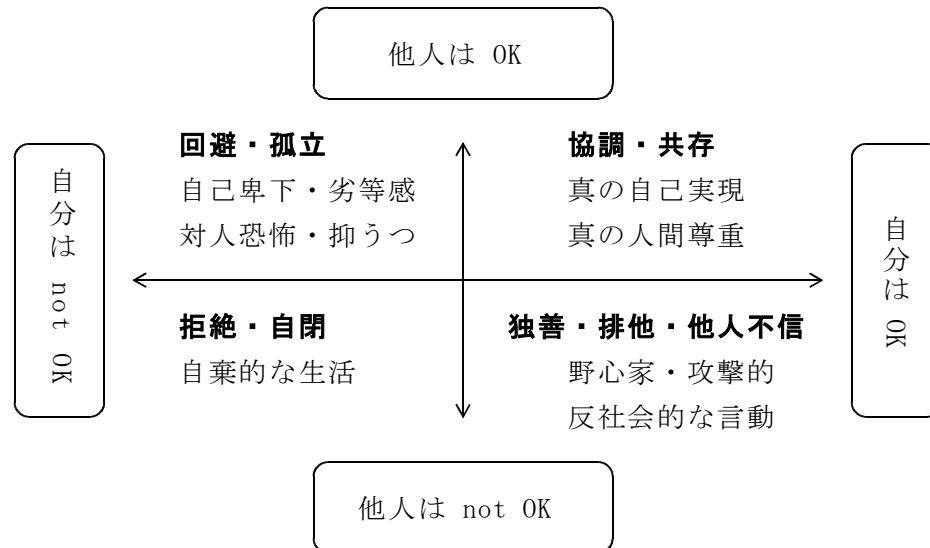 他人は OK
自分は not OK
回避・孤立
自己卑下・劣等感
対人恐怖・抑うつ
協調・共存
真の自己実現
真の人間尊重
自分は OK
拒絶・自閉
自棄的な生活
独善・排他・他人不信
野心家・攻撃的
反社会的な言動
他人は not OK